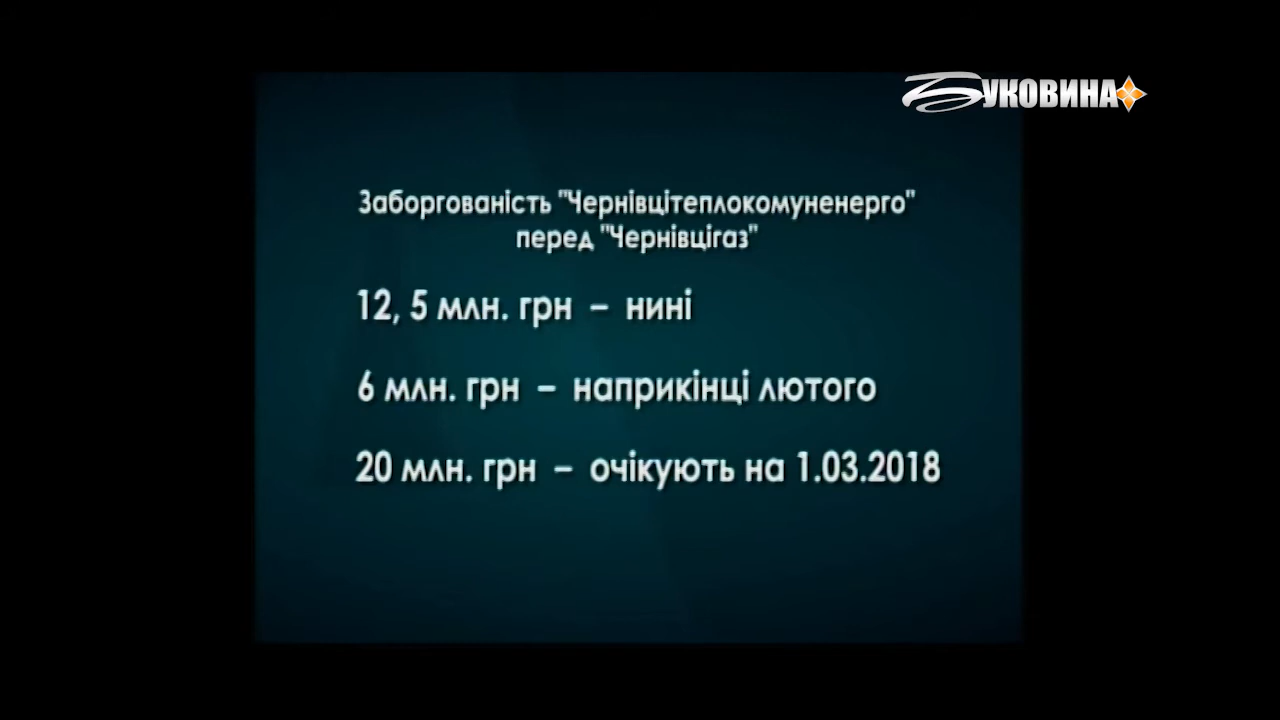 БУКОВИНА
Заборгованість "Чернівцітеплокомуненерго"
перед "Чернівцігаз"
12, 5 млн. грн – нині
6 млн. грн – наприкінці лютого
20 млн. грн – очікують на 1.03.2018